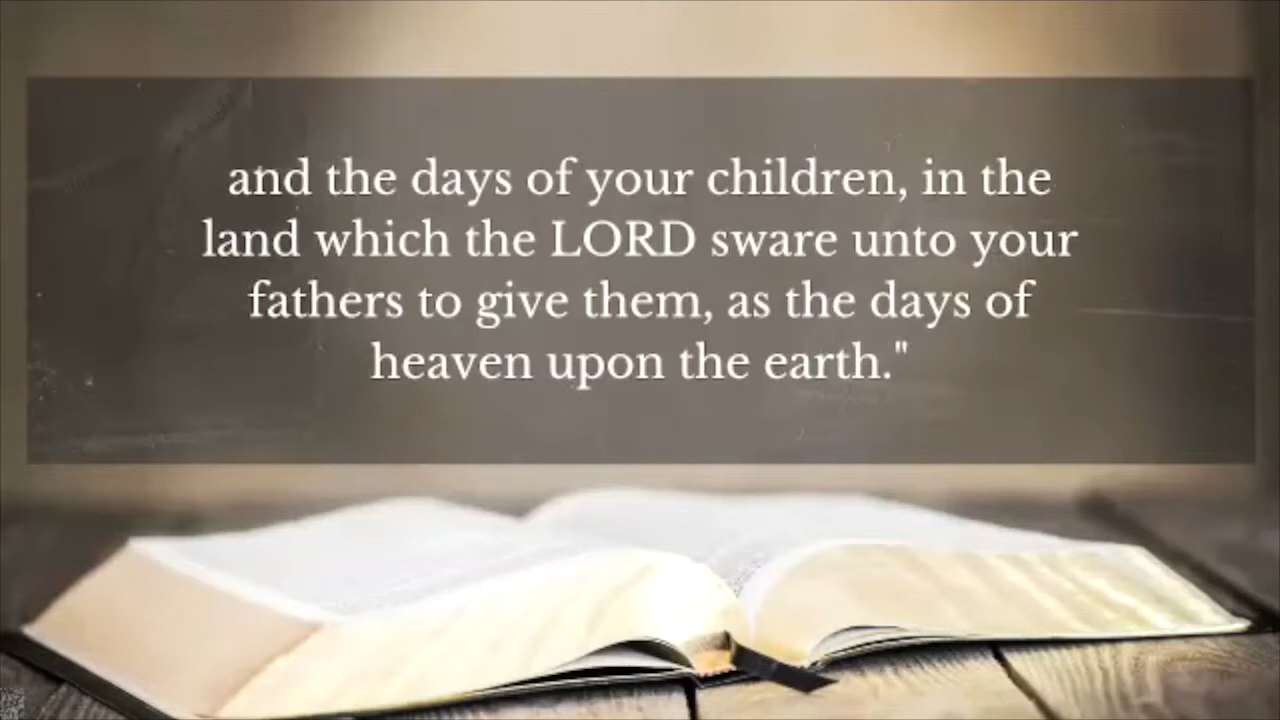 and the days of your children, in the
land which the LORD sware unto your
fathers to give them, as the days of
heaven upon the earth."